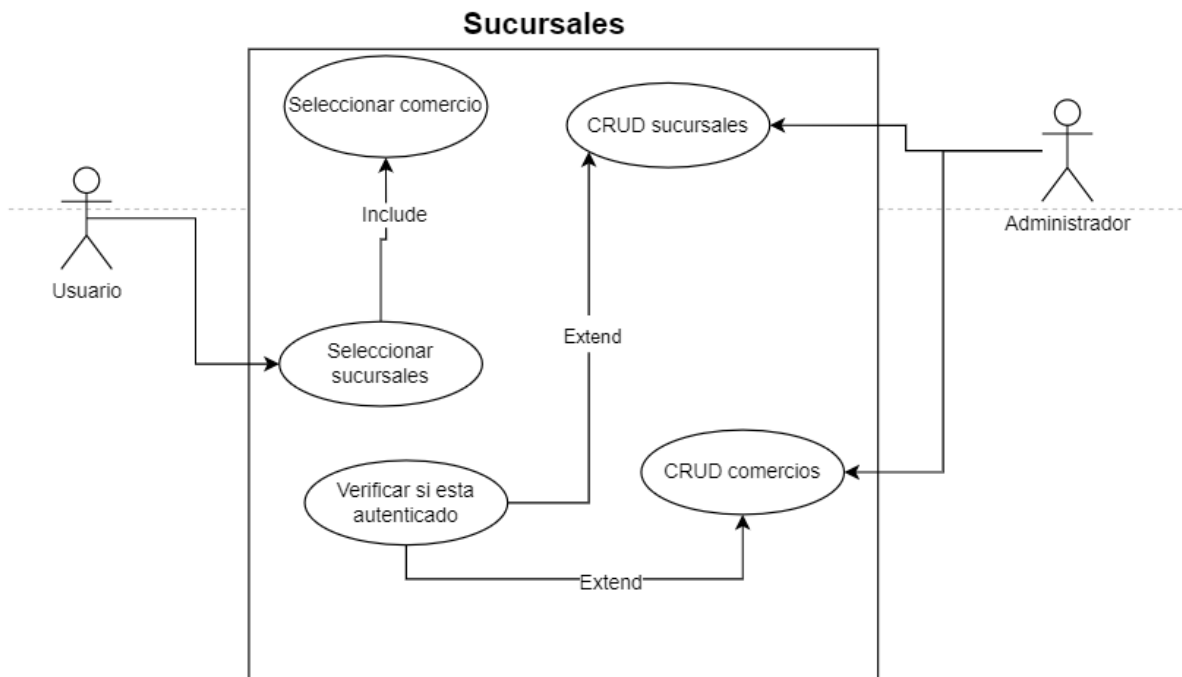 Sucursales
Seleccionar comercio
CRUD sucursales
Include
Administrador
Usuario
Extend
Seleccionar
sucursales
CRUD comercios
Verificar si esta
autenticado
Extend